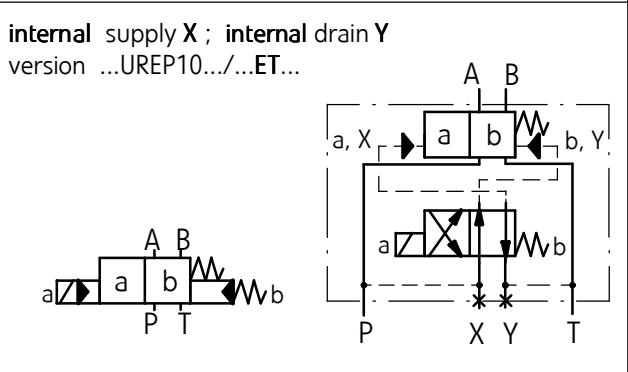 internal supply X ; internal drain Y
version ...UREP10.../...ET...
A B
a, X a b b, Y
a b
A B
a a b b
P T
P X Y T